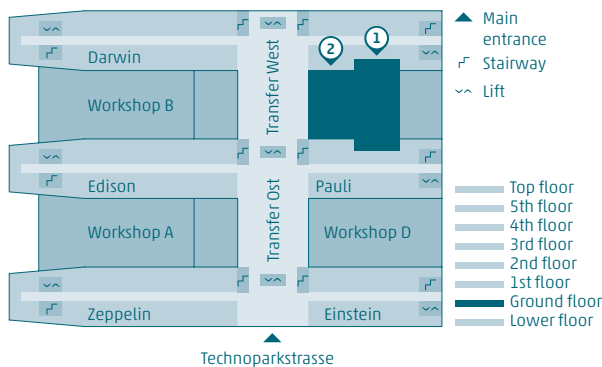 Main
entrance
Stairway
Lift
2
1
Darwin
Transfer West
Workshop B
Edison
Pauli
Transfer Ost
Workshop A
Workshop D
Zeppelin
Einstein
Technoparkstrasse
Top floor
5th floor
4th floor
3rd floor
2nd floor
1st floor
Ground floor
Lower floor